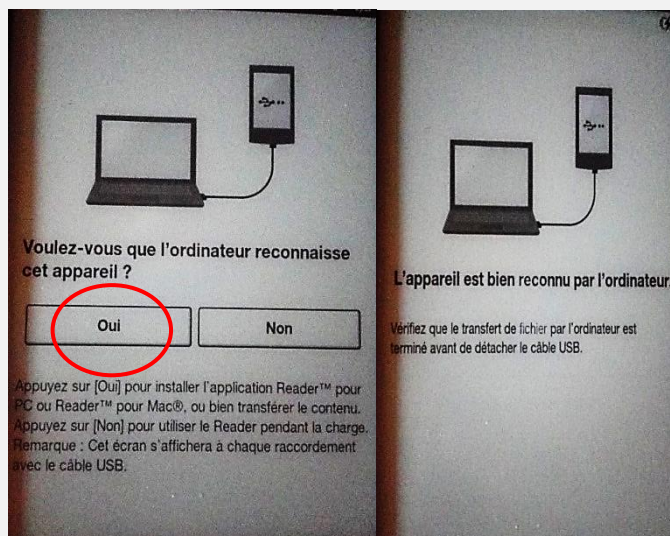 Voulez-vous que l'ordinateur reconnaisse
cet appareil ?
Oui
Non
Appuyez sur [Oui] pour installer l'application Reader™ pour
PC ou Reader™ pour Mac®, ou bien transférer le contenu.
Appuyez sur [Non] pour utiliser le Reader pendant la charge.
Remarque : Cet écran s'affichera à chaque raccordement
avec le câble USB.
L'appareil est bien reconnu par l'ordinateur.
Vérifiez que le transfert de fichier par l'ordinateur est
terminé avant de détacher le câble USB.